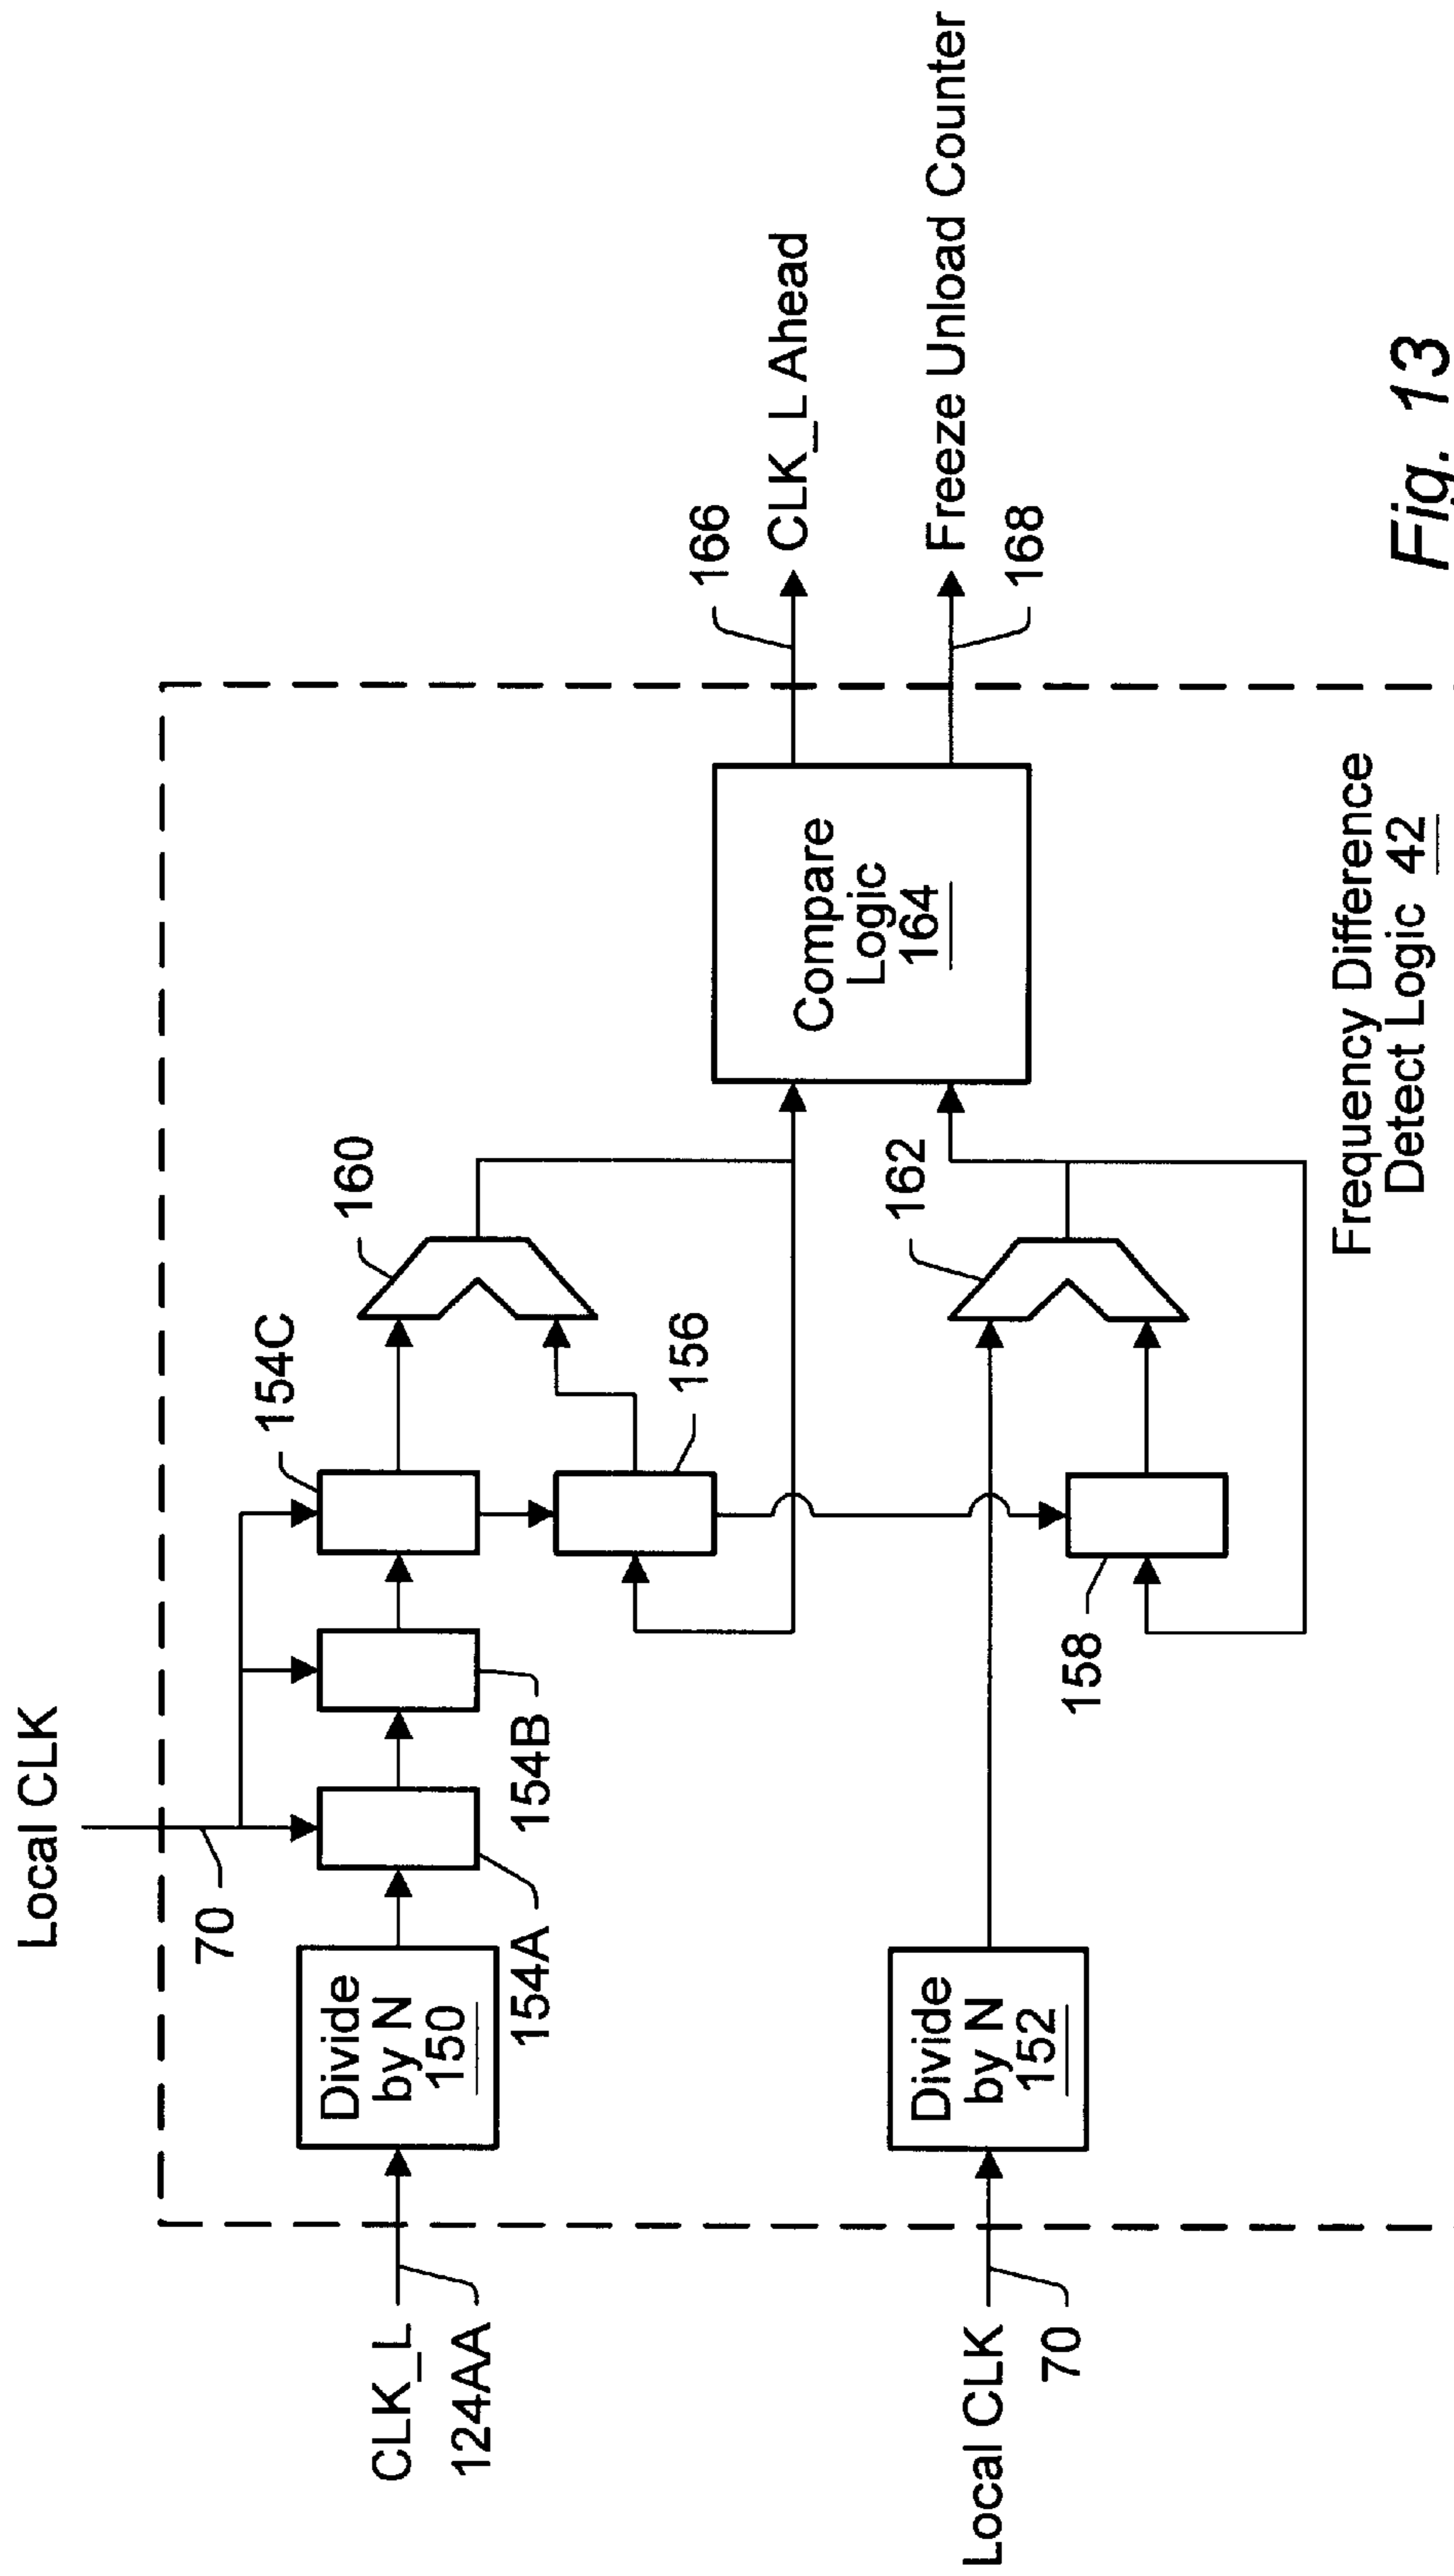 Local CLK
70
154C
160
CLK_L
124AA
Divide
by N
150
154A
154B
156
166
CLK_L Ahead
Compare
Logic
164
Freeze Unload Counter
168
162
Local CLK
70
Divide
by N
152
158
Frequency Difference
Detect Logic 42
Fig. 13